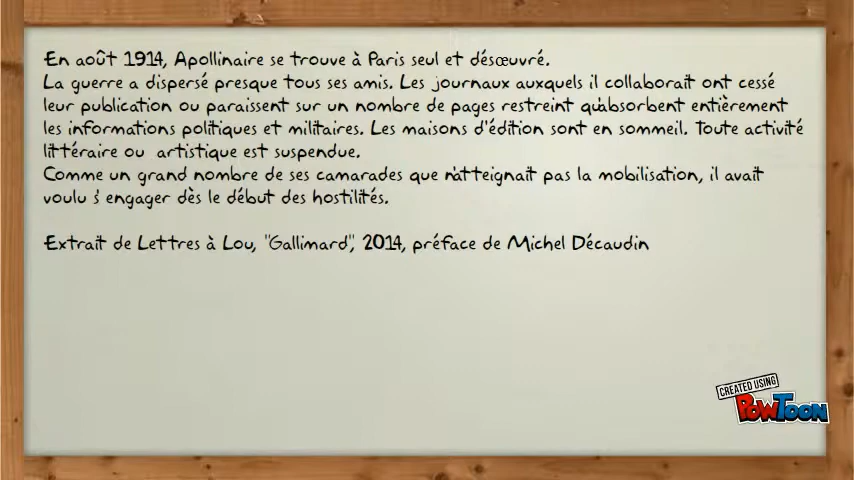 En août 1914, Apollinaire se trouve à Paris seul et désœuvré.
La guerre a dispersé presque tous ses amis. Les journaux auxquels il collaborait ont cessé
leur publication ou paraissent sur un nombre de pages restreint qu'absorbent entièrement
les informations politiques et militaires. Les maisons d'édition sont en sommeil. Toute activité
littéraire ou artistique est suspendue.
Comme un grand nombre de ses camarades que n'atteignait pas la mobilisation, il avait
voulu s'engager dès le début des hostilités.
Extrait de Lettres à Lou, "Gallimard", 2014, préface de Michel Décaudin
CREATED USING
POWTOON